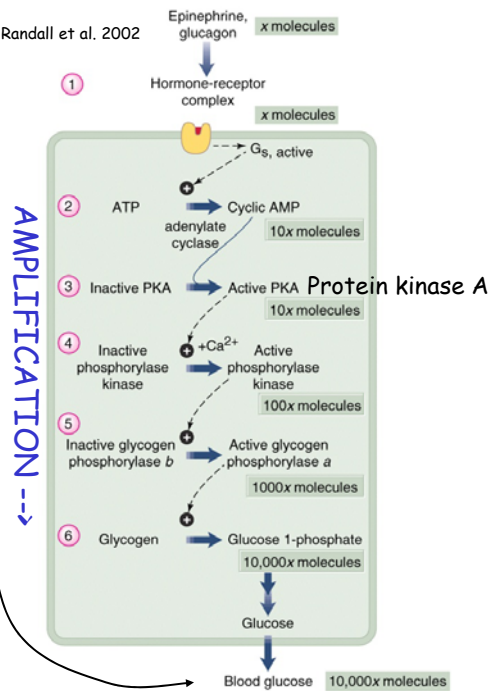 Randall et al. 2002
Epinephrine,
glucagon
x molecules
1
Hormone-receptor
complex
x molecules
Gs, active
+
2
ATP
Cyclic AMP
adenylate
cyclase
10x molecules
3
Inactive PKA
Active PKA
Protein kinase A
10x molecules
4
+
+Ca2+
Inactive
phosphorylase
kinase
Active
phosphorylase
kinase
100x molecules
5
+
Inactive glycogen
phosphorylase b
Active glycogen
phosphorylase a
1000x molecules
+
6
Glycogen
Glucose 1-phosphate
10,000x molecules
Glucose
Blood glucose
10,000x molecules
AMPLIFICATION -->